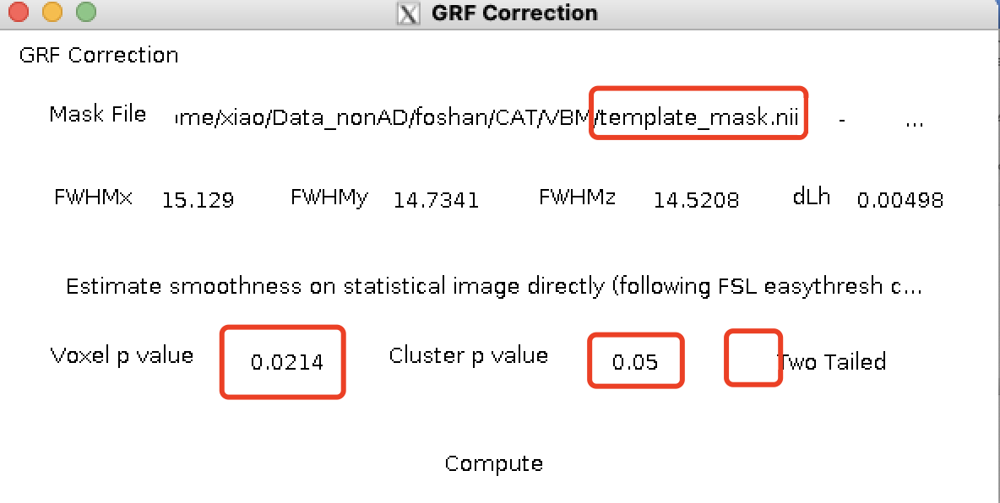 GRF Correction
GRF Correction
Mask File ıme/xiao/Data_nonAD/foshan/CAT/VBM/template_mask.nii - ...
FWHMx 15.129 FWHMy 14.7341 FWHMz 14.5208 dLh 0.00498
Estimate smoothness on statistical image directly (following FSL easythresh c...
Voxel p value 0.0214 Cluster p value 0.05 Two Tailed
Compute